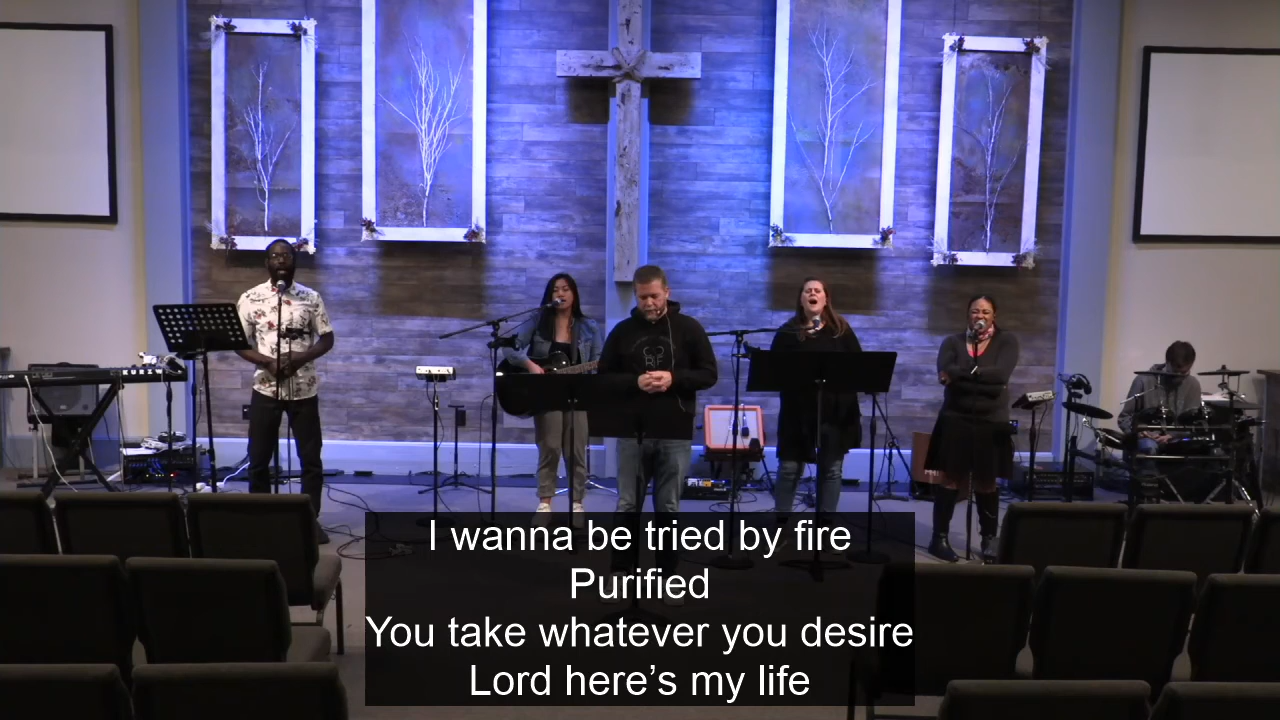 I wanna be tried by fire
Purified
You take whatever you desire
Lord here’s my life